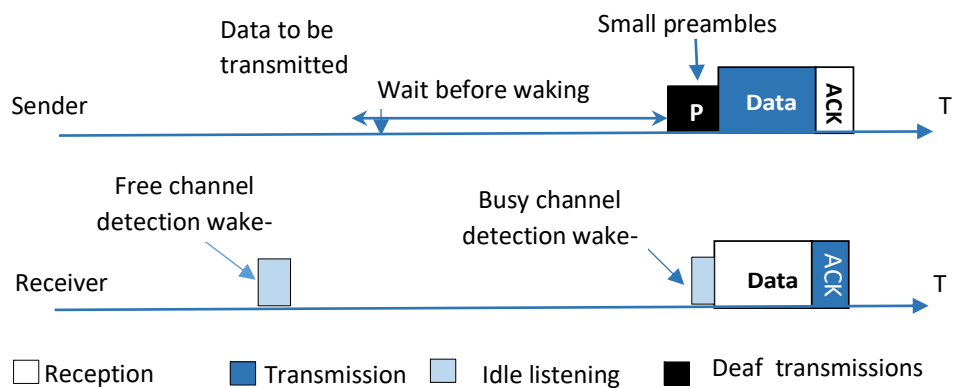 Small preambles
Data to be
transmitted
Wait before waking
Sender
P
Data
ACK
T
Free channel
detection wake-
Busy channel
detection wake-
Receiver
Data
ACK
T
Reception
Transmission
Idle listening
Deaf transmissions